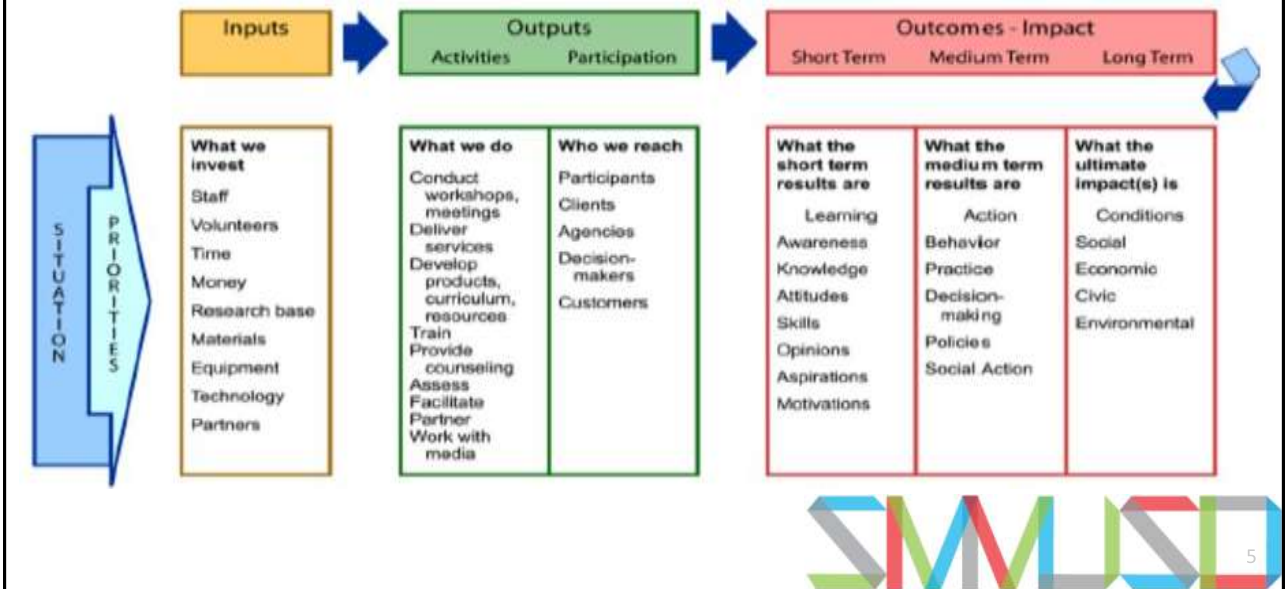 Inputs
Outputs
Activities Participation
Outcomes - Impact
Short Term Medium Term Long Term
SITUATION
PRIORITIES
What we
invest
Staff
Volunteers
Time
Money
Research base
Materials
Equipment
Technology
Partners
What we do
Conduct
workshops,
meetings
Deliver
services
Develop
products,
curriculum,
resources
Train
Provide
counseling
Assess
Facilitate
Partner
Work with
media
Who we reach
Participants
Clients
Agencies
Decision-
makers
Customers
What the
short term
results are
Learning
Awareness
Knowledge
Attitudes
Skills
Opinions
Aspirations
Motivations
What the
medium term
results are
Action
Behavior
Practice
Decision-
making
Policies
Social Action
What the
ultimate
impact(s) is
Conditions
Social
Economic
Civic
Environmental
SMMUSD
5